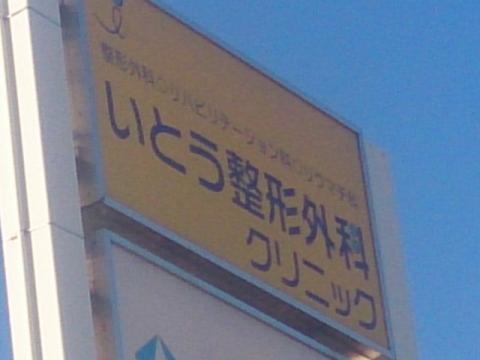 整形外科○リハビリテーション科○リウマチ科
いとう整形外科
クリニック